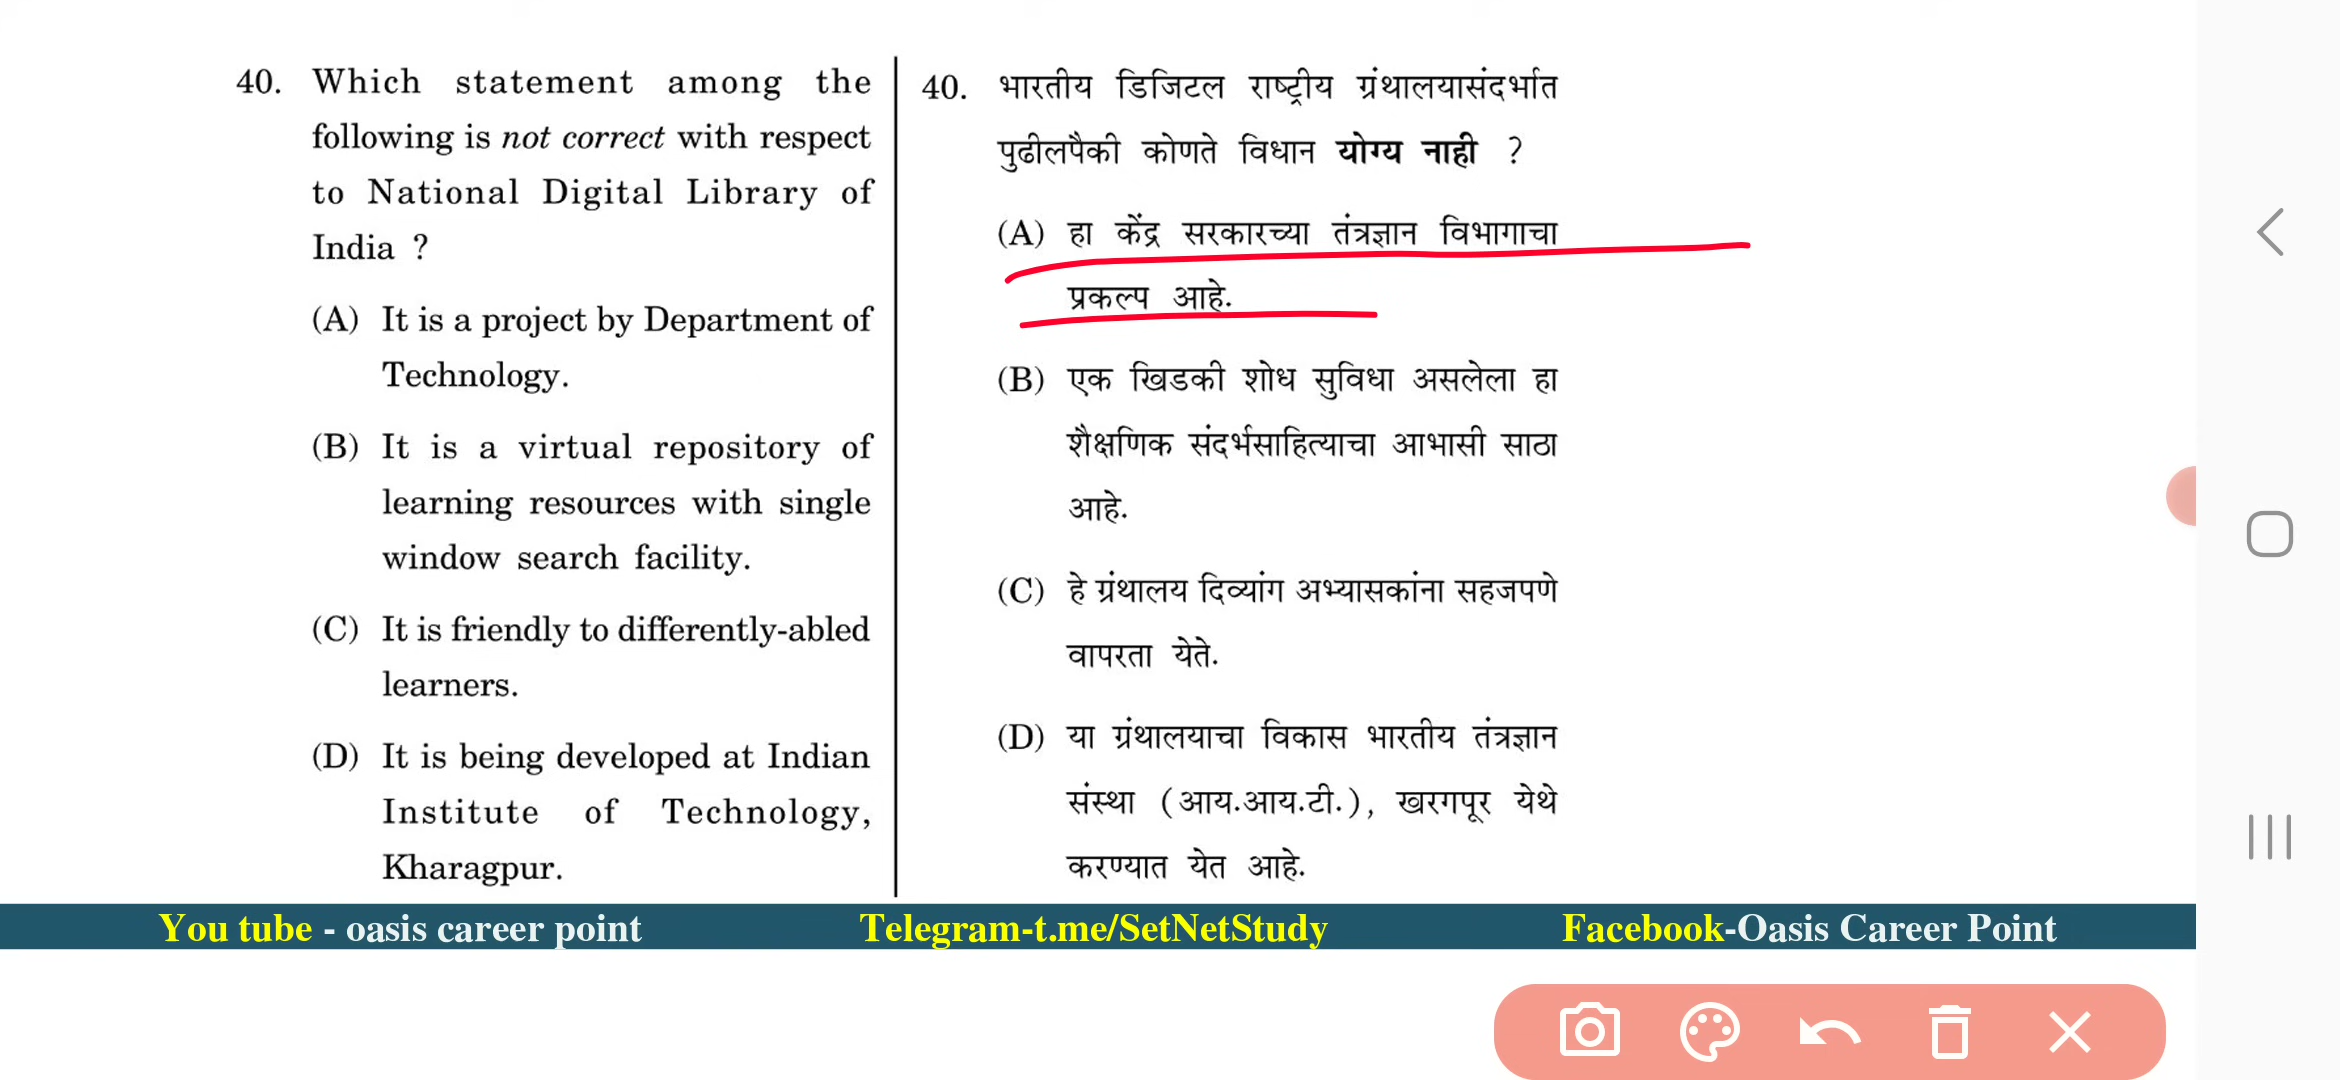 40. Which statement among the
following is not correct with respect
to National Digital Library of
India ?
(A) It is a project by Department of
Technology.
(B) It is a virtual repository of
learning resources with single
window search facility.
(C) It is friendly to differently-abled
learners.
(D) It is being developed at Indian
Institute of Technology,
Kharagpur.
40. भारतीय डिजिटल राष्ट्रीय ग्रंथालयासंदर्भात
पुढीलपैकी कोणते विधान योग्य नाही ?
(A) हा केंद्र सरकारच्या तंत्रज्ञान विभागाचा
प्रकल्प आहे.
(B) एक खिडकी शोध सुविधा असलेला हा
शैक्षणिक संदर्भसाहित्याचा आभासी साठा
आहे.
(C) हे ग्रंथालय दिव्यांग अभ्यासकांना सहजपणे
वापरता येते.
(D) या ग्रंथालयाचा विकास भारतीय तंत्रज्ञान
संस्था (आय.आय.टी.), खरगपूर येथे
करण्यात येत आहे.
You tube - oasis career point Telegram-t.me/SetNetStudy Facebook-Oasis Career Point